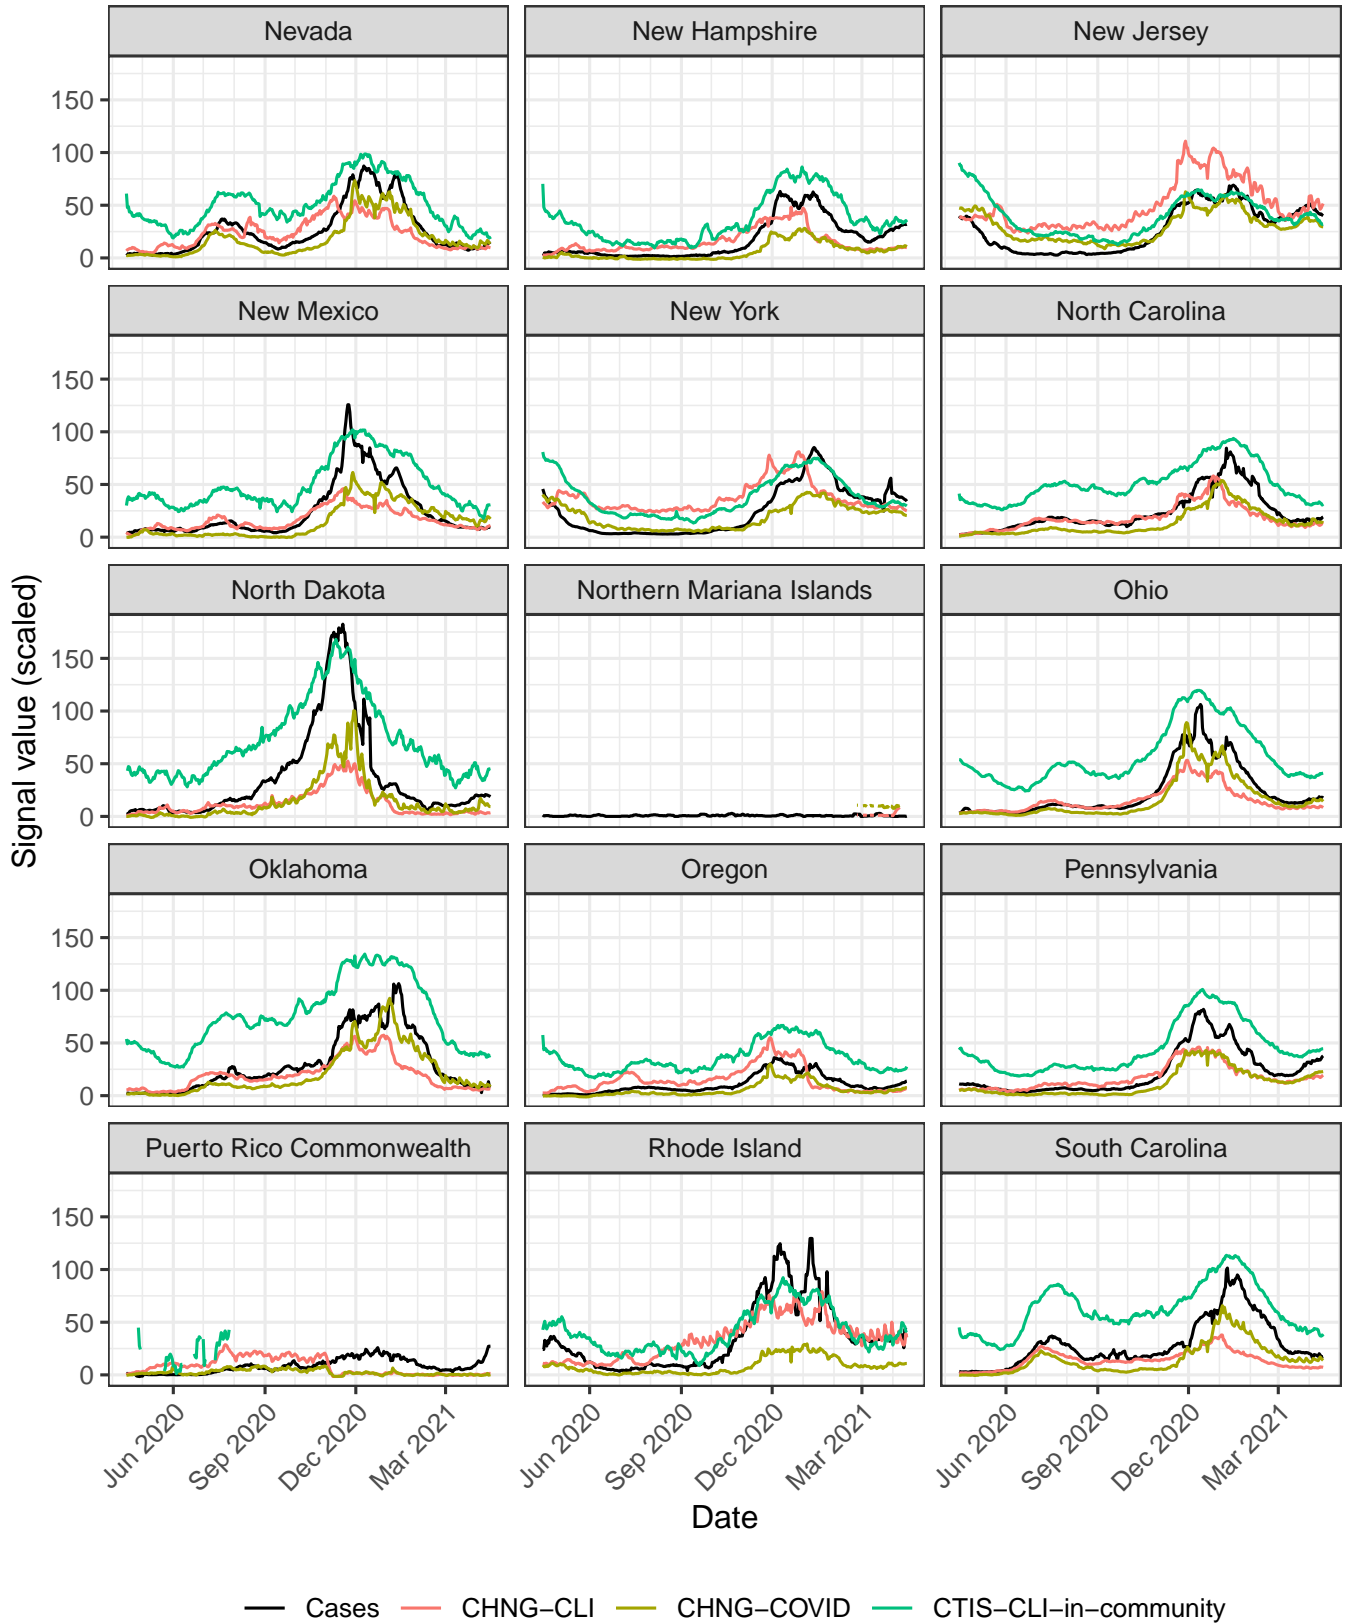 Nevada
New Hampshire
New Jersey
150
100
50
0
New Mexico
New York
North Carolina
150
100
50
0
North Dakota
Northern Mariana Islands
Ohio
150
100
50
0
Oklahoma
Oregon
Pennsylvania
150
100
50
0
Puerto Rico Commonwealth
Rhode Island
South Carolina
150
100
50
0
Signal value (scaled)
Jun 2020
Sep 2020
Dec 2020
Mar 2021
Jun 2020
Sep 2020
Dec 2020
Mar 2021
Jun 2020
Sep 2020
Dec 2020
Mar 2021
Date
Cases
CHNG−CLI
CHNG−COVID
CTIS−CLI−in−community